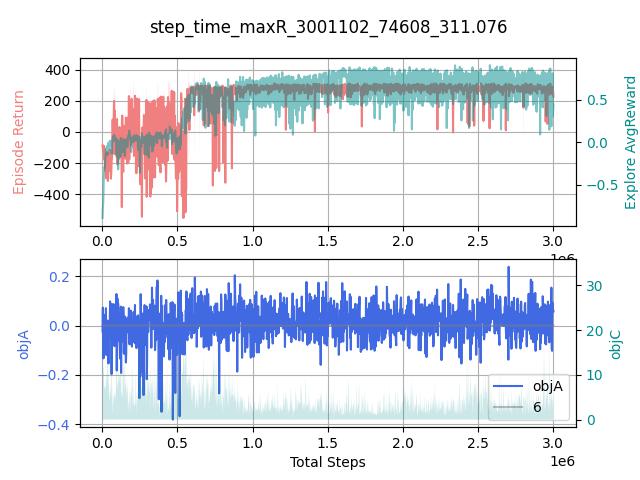 step_time_maxR_3001102_74608_311.076
400
200
0
−200
−400
Episode Return
0.5
0.0
−0.5
Explore AvgReward
0.0 0.5 1.0 1.5 2.0 2.5 3.0
1e6
0.2
0.0
−0.2
−0.4
objA
30
20
10
0
objC
objA
6
0.0 0.5 1.0 1.5 2.0 2.5 3.0
Total Steps
1e6